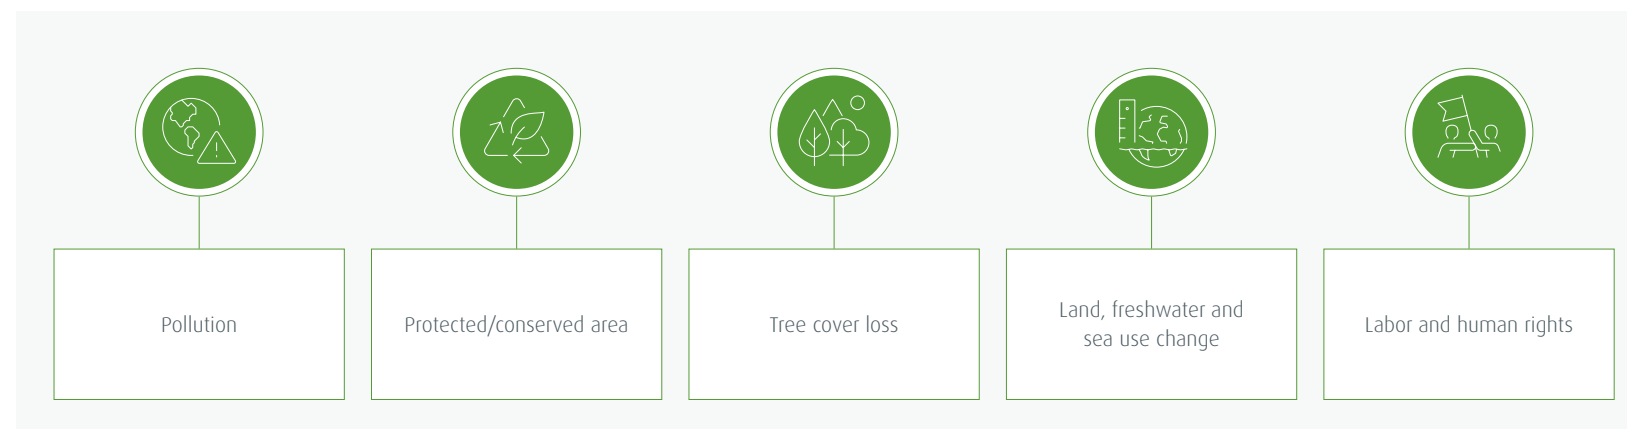 Pollution
Protected/conserved area
Tree cover loss
Land, freshwater and
sea use change
Labor and human rights